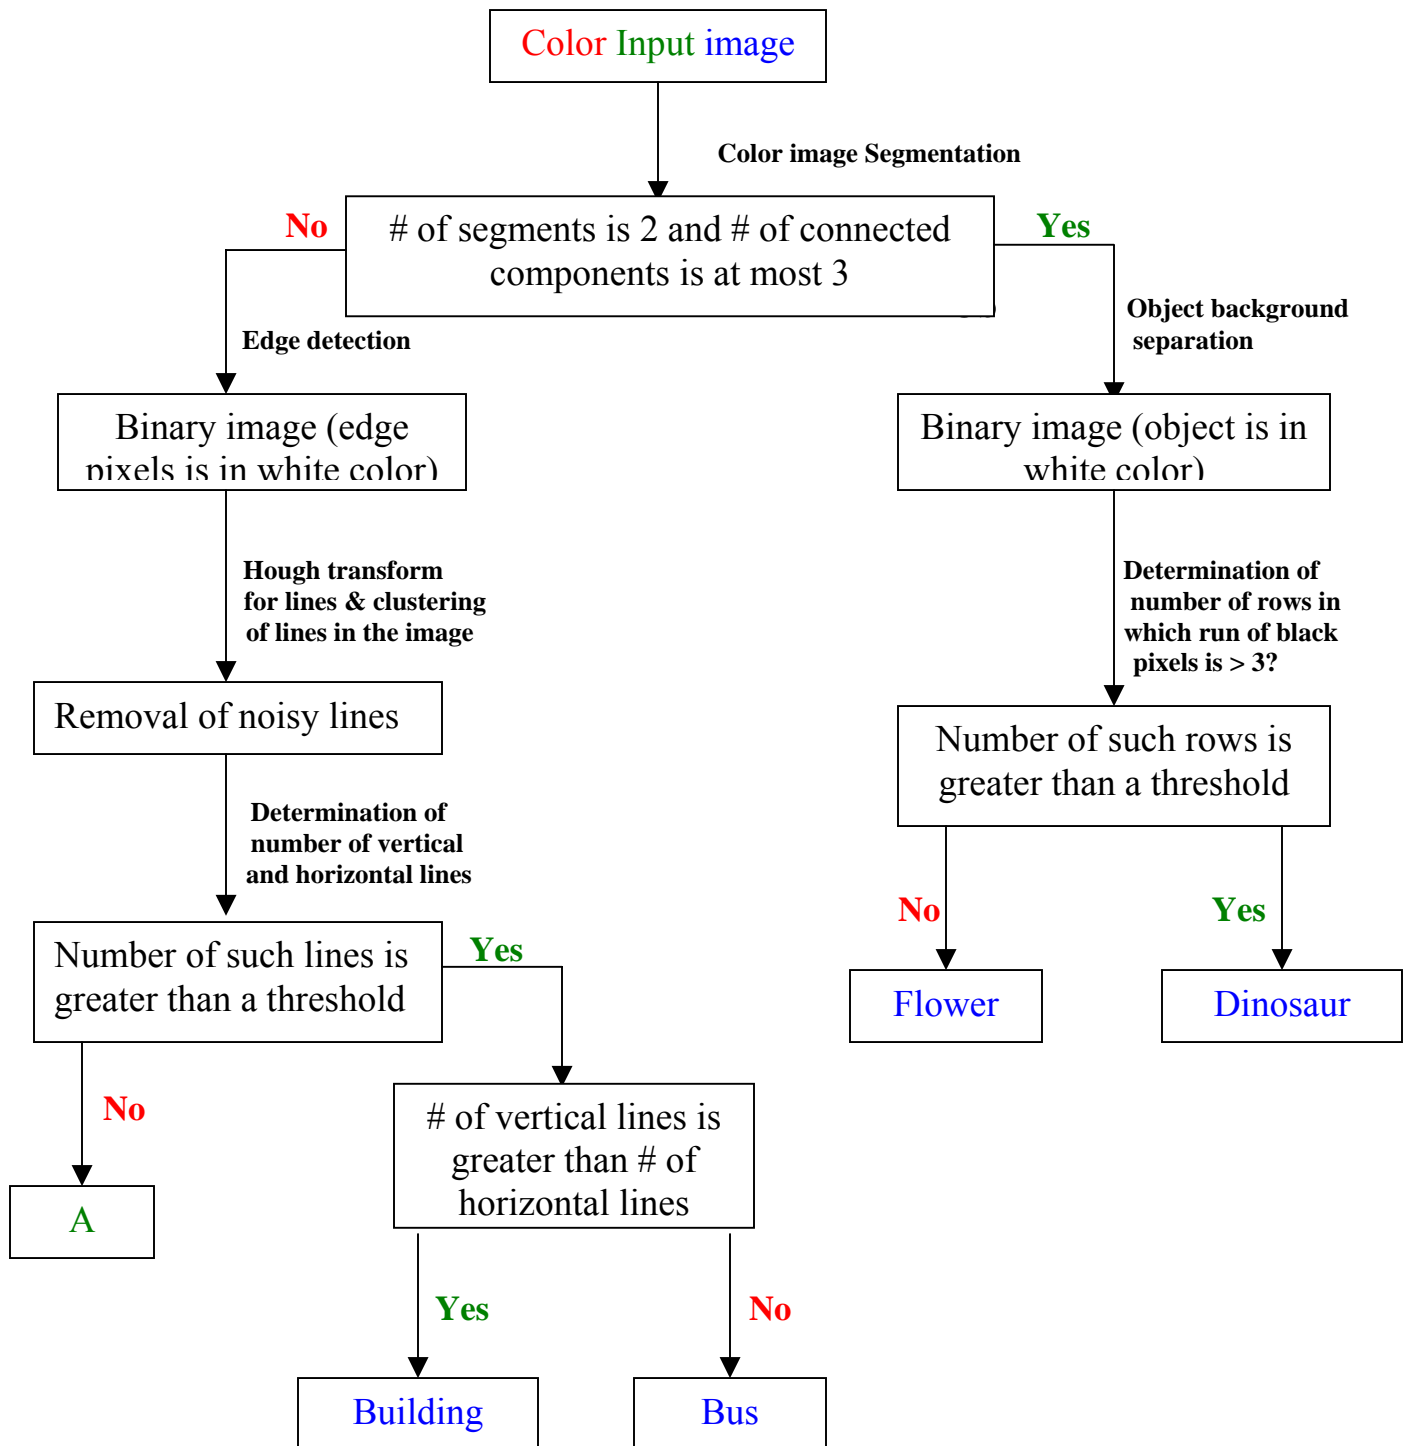 Color Input image
Color image Segmentation
No
# of segments is 2 and # of connected
components is at most 3
Yes
Edge detection
Object background
separation
Binary image (edge
pixels is in white color)
Binary image (object is in
white color)
Hough transform
for lines & clustering
of lines in the image
Determination of
number of rows in
which run of black
pixels is > 3?
Removal of noisy lines
Number of such rows is
greater than a threshold
Determination of
number of vertical
and horizontal lines
No
Yes
Number of such lines is
greater than a threshold
Yes
Flower
Dinosaur
No
# of vertical lines is
greater than # of
horizontal lines
A
Yes
No
Building
Bus